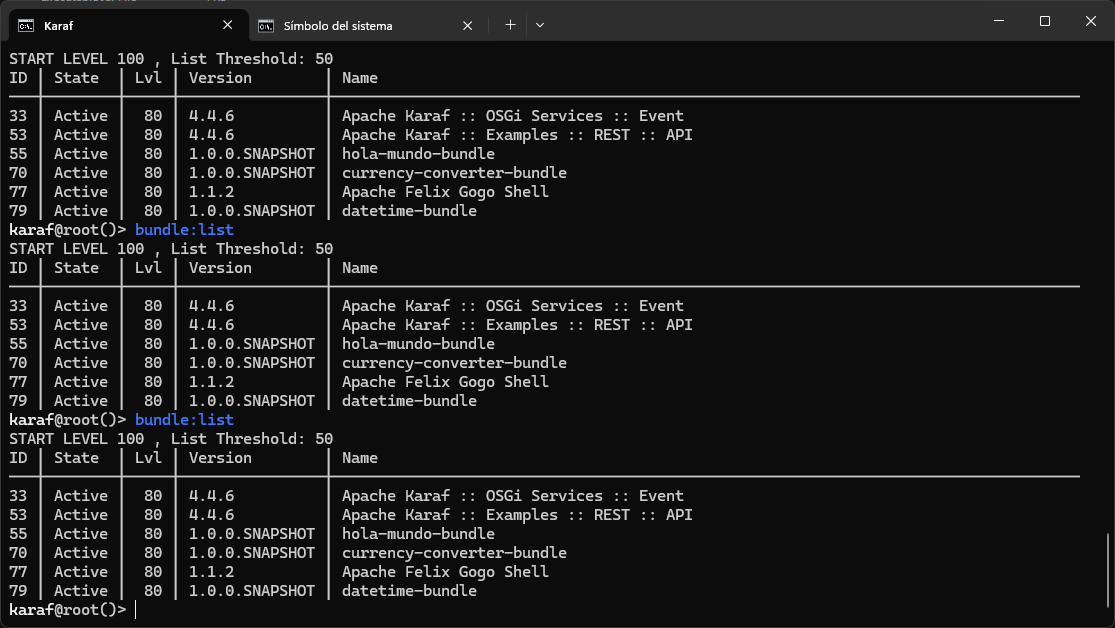 Karaf
Símbolo del sistema
START LEVEL 100 , List Threshold: 50
ID │ State │ Lvl │ Version │ Name
33 │ Active │ 80 │ 4.4.6 │ Apache Karaf :: OSGi Services :: Event
53 │ Active │ 80 │ 4.4.6 │ Apache Karaf :: Examples :: REST :: API
55 │ Active │ 80 │ 1.0.0.SNAPSHOT │ hola-mundo-bundle
70 │ Active │ 80 │ 1.0.0.SNAPSHOT │ currency-converter-bundle
77 │ Active │ 80 │ 1.1.2 │ Apache Felix Gogo Shell
79 │ Active │ 80 │ 1.0.0.SNAPSHOT │ datetime-bundle
karaf@root()> bundle:list
START LEVEL 100 , List Threshold: 50
ID │ State │ Lvl │ Version │ Name
33 │ Active │ 80 │ 4.4.6 │ Apache Karaf :: OSGi Services :: Event
53 │ Active │ 80 │ 4.4.6 │ Apache Karaf :: Examples :: REST :: API
55 │ Active │ 80 │ 1.0.0.SNAPSHOT │ hola-mundo-bundle
70 │ Active │ 80 │ 1.0.0.SNAPSHOT │ currency-converter-bundle
77 │ Active │ 80 │ 1.1.2 │ Apache Felix Gogo Shell
79 │ Active │ 80 │ 1.0.0.SNAPSHOT │ datetime-bundle
karaf@root()> bundle:list
START LEVEL 100 , List Threshold: 50
ID │ State │ Lvl │ Version │ Name
33 │ Active │ 80 │ 4.4.6 │ Apache Karaf :: OSGi Services :: Event
53 │ Active │ 80 │ 4.4.6 │ Apache Karaf :: Examples :: REST :: API
55 │ Active │ 80 │ 1.0.0.SNAPSHOT │ hola-mundo-bundle
70 │ Active │ 80 │ 1.0.0.SNAPSHOT │ currency-converter-bundle
77 │ Active │ 80 │ 1.1.2 │ Apache Felix Gogo Shell
79 │ Active │ 80 │ 1.0.0.SNAPSHOT │ datetime-bundle
karaf@root()>